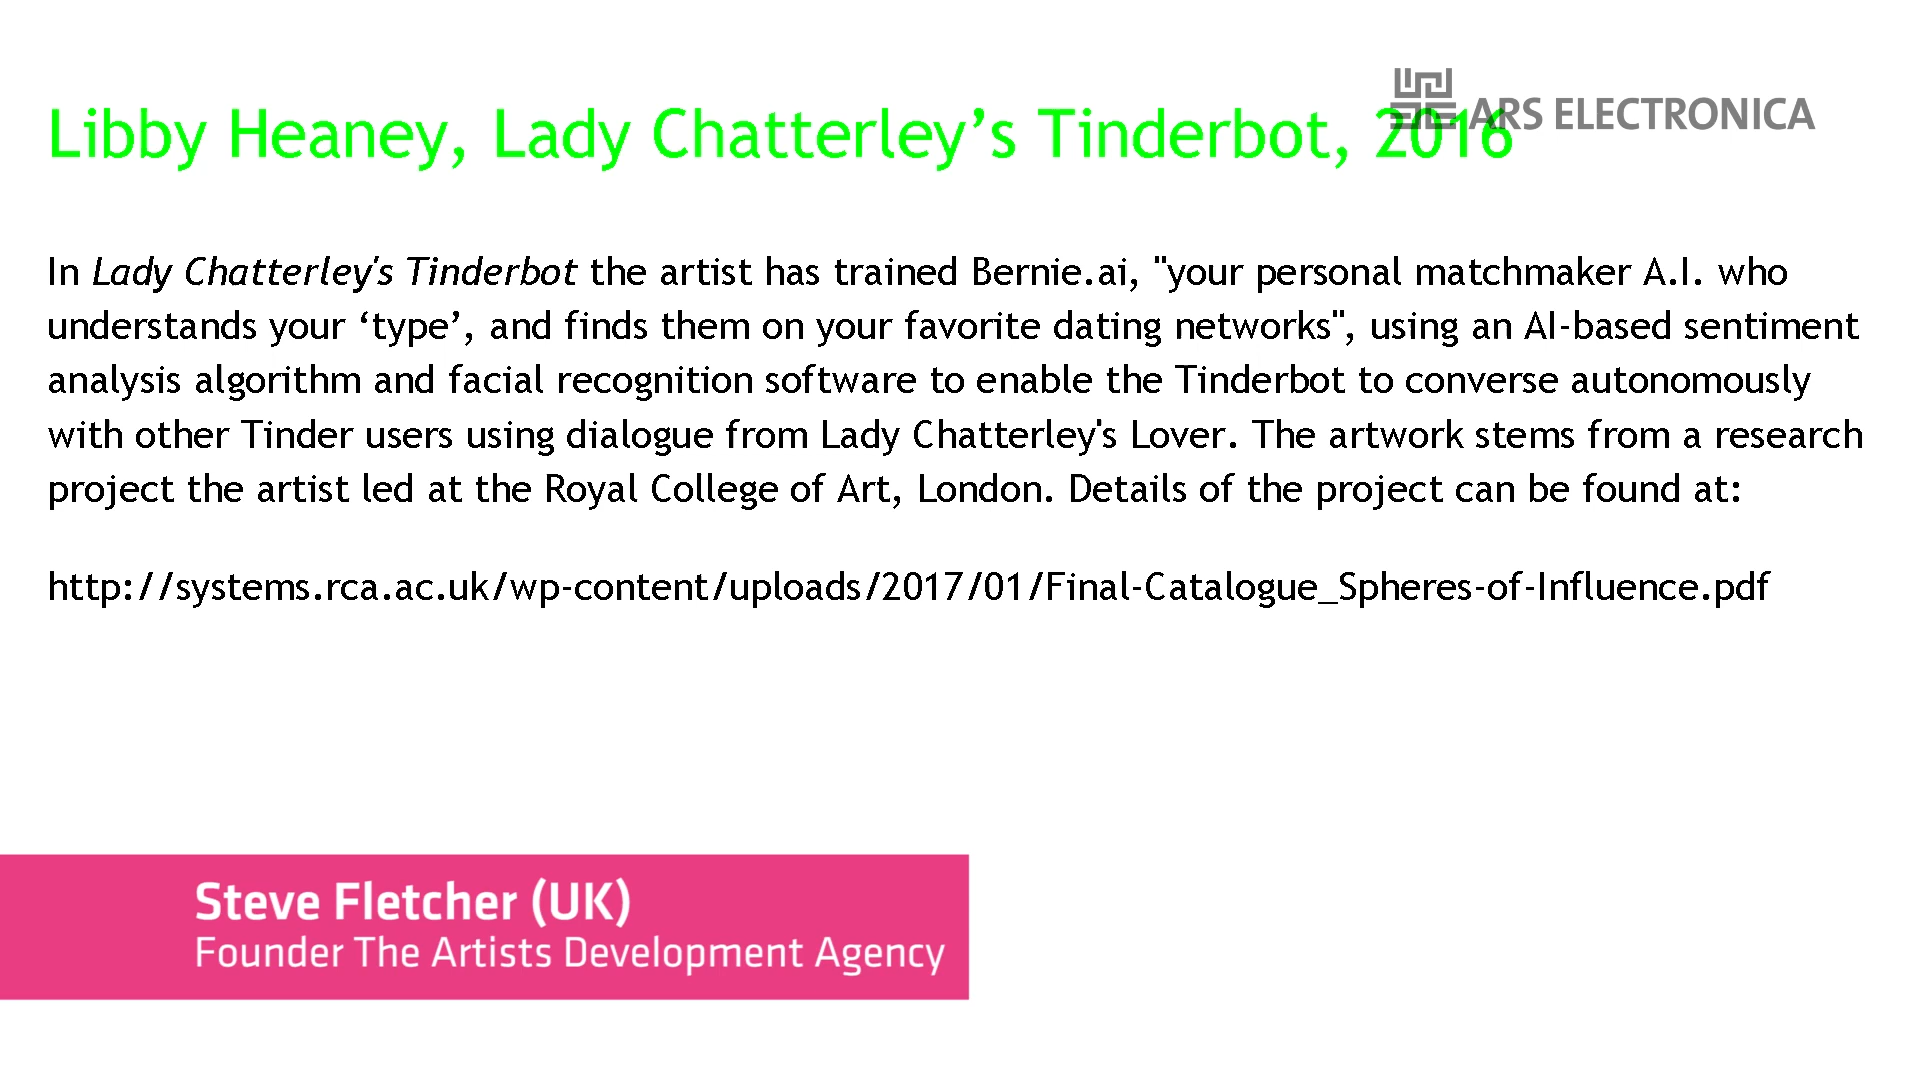 Libby Heaney, Lady Chatterley’s Tinderbot, 2016
ARS ELECTRONICA
In Lady Chatterley's Tinderbot the artist has trained Bernie.ai, "your personal matchmaker A.I. who
understands your ‘type’, and finds them on your favorite dating networks", using an AI-based sentiment
analysis algorithm and facial recognition software to enable the Tinderbot to converse autonomously
with other Tinder users using dialogue from Lady Chatterley's Lover. The artwork stems from a research
project the artist led at the Royal College of Art, London. Details of the project can be found at:
http://systems.rca.ac.uk/wp-content/uploads/2017/01/Final-Catalogue_Spheres-of-Influence.pdf
Steve Fletcher (UK)
Founder The Artists Development Agency